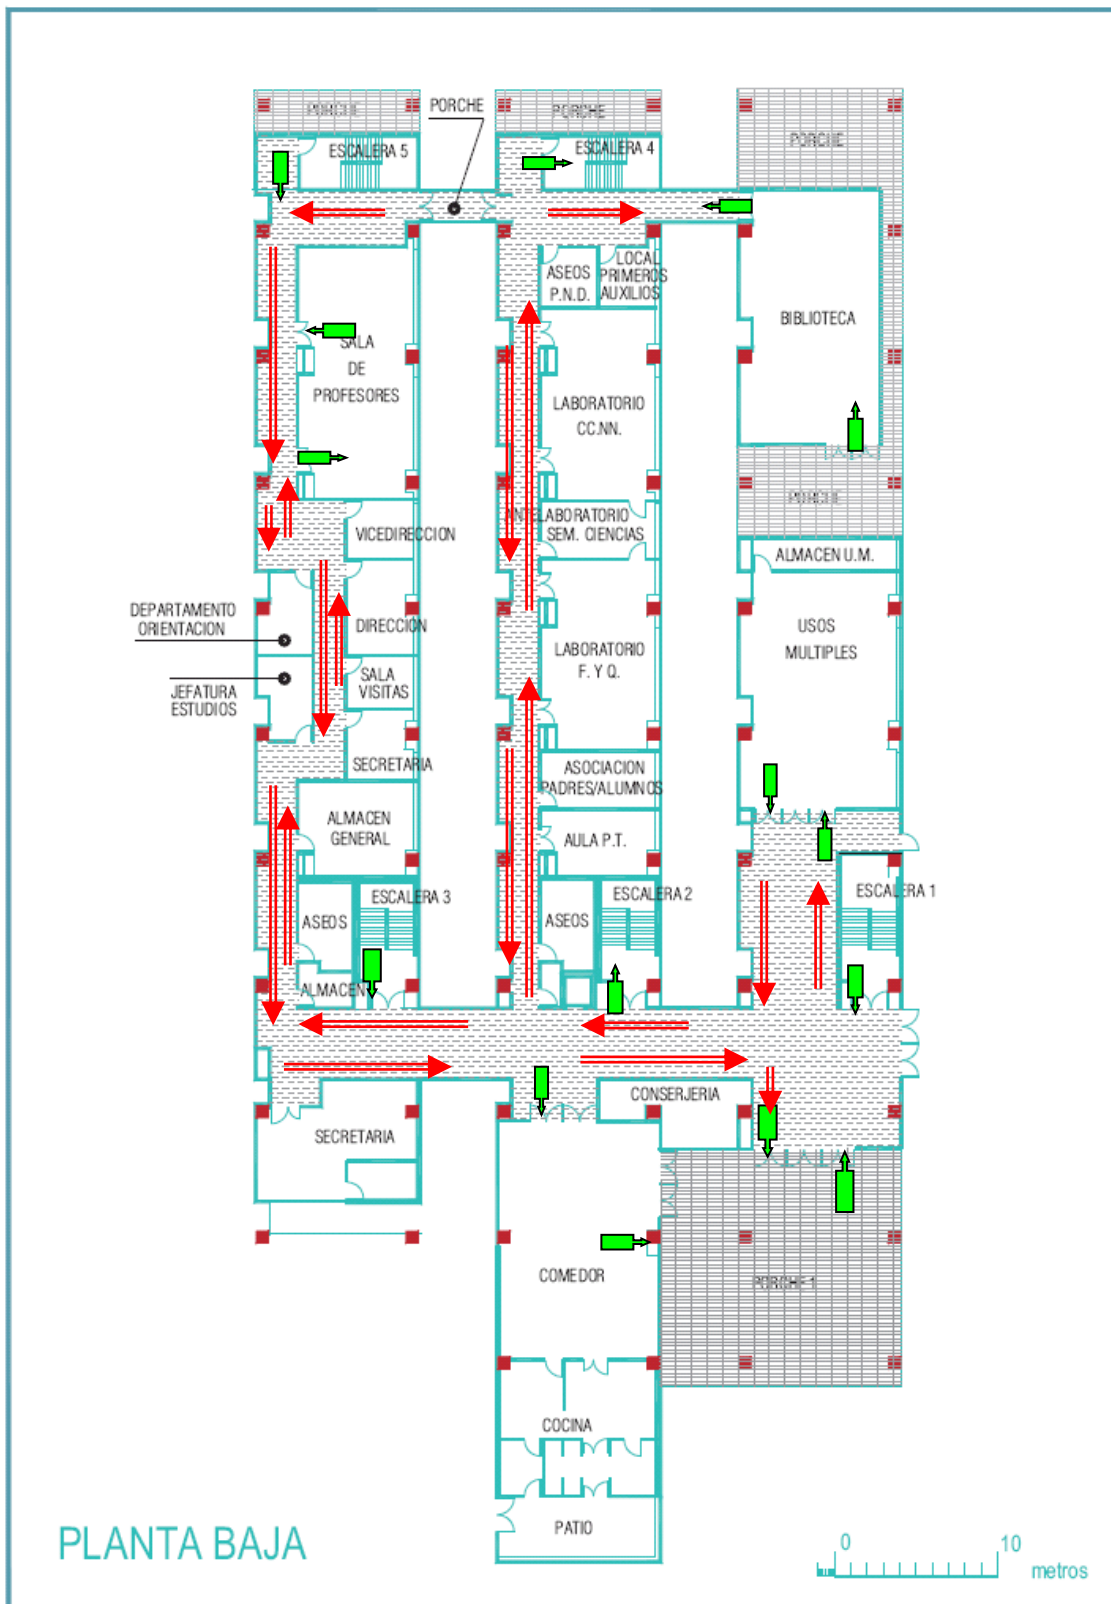 PORCHE
PORCHE
PORCHE
PORCHE
ESCALERA 5
ESCALERA 4
ASEOS
P.N.D.
LOCAL
PRIMEROS
AUXILIOS
BIBLIOTECA
SALA
DE
PROFESORES
LABORATORIO
CC.NN.
PORCHE
ANTELABORATORIO
SEM. CIENCIAS
VICEDIRECCION
ALMACEN U.M.
DEPARTAMENTO
ORIENTACION
DIRECCION
USOS
MULTIPLES
LABORATORIO
F. Y Q.
SALA
VISITAS
JEFATURA
ESTUDIOS
SECRETARIA
ASOCIACION
PADRES/ALUMNOS
ALMACEN
GENERAL
AULA P.T.
ESCALERA 3
ESCALERA 2
ESCALERA 1
ASEOS
ASEOS
ALMACEN
CONSERJERIA
SECRETARIA
COMEDOR
PORCHE 1
COCINA
PATIO
PLANTA BAJA
0 10
metros